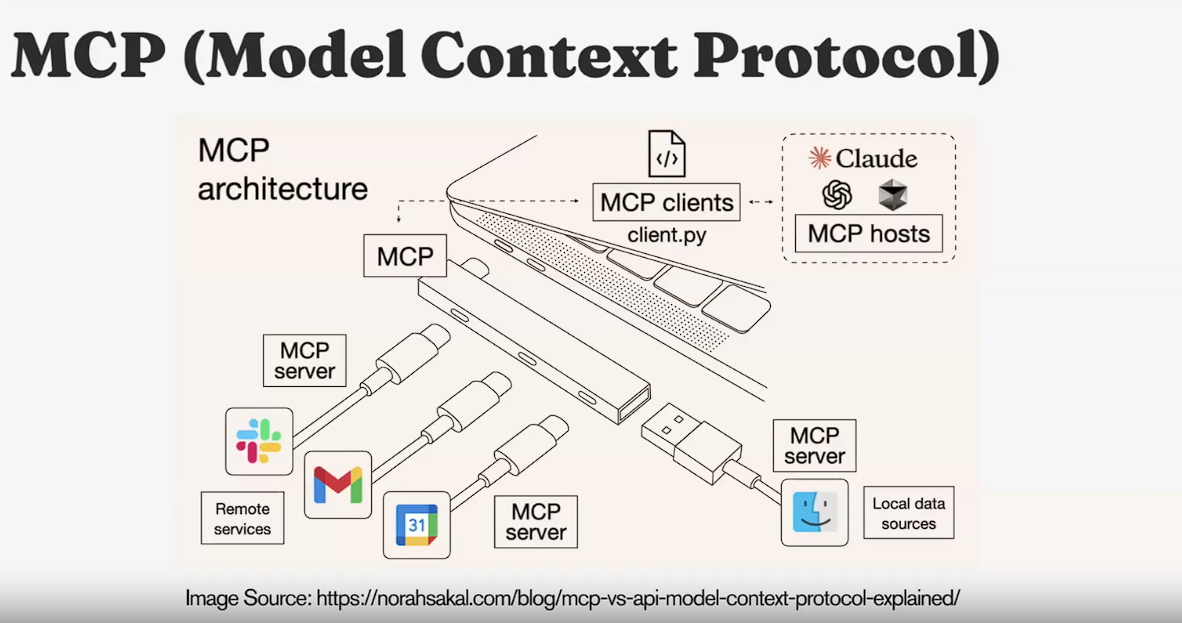 MCP (Model Context Protocol)
MCP
architecture
</>
MCP clients
client.py
Claude
MCP hosts
MCP
MCP
server
Remote
services
31
MCP
server
MCP
server
Local data
sources
Image Source: https://norahsakal.com/blog/mcp-vs-api-model-context-protocol-explained/